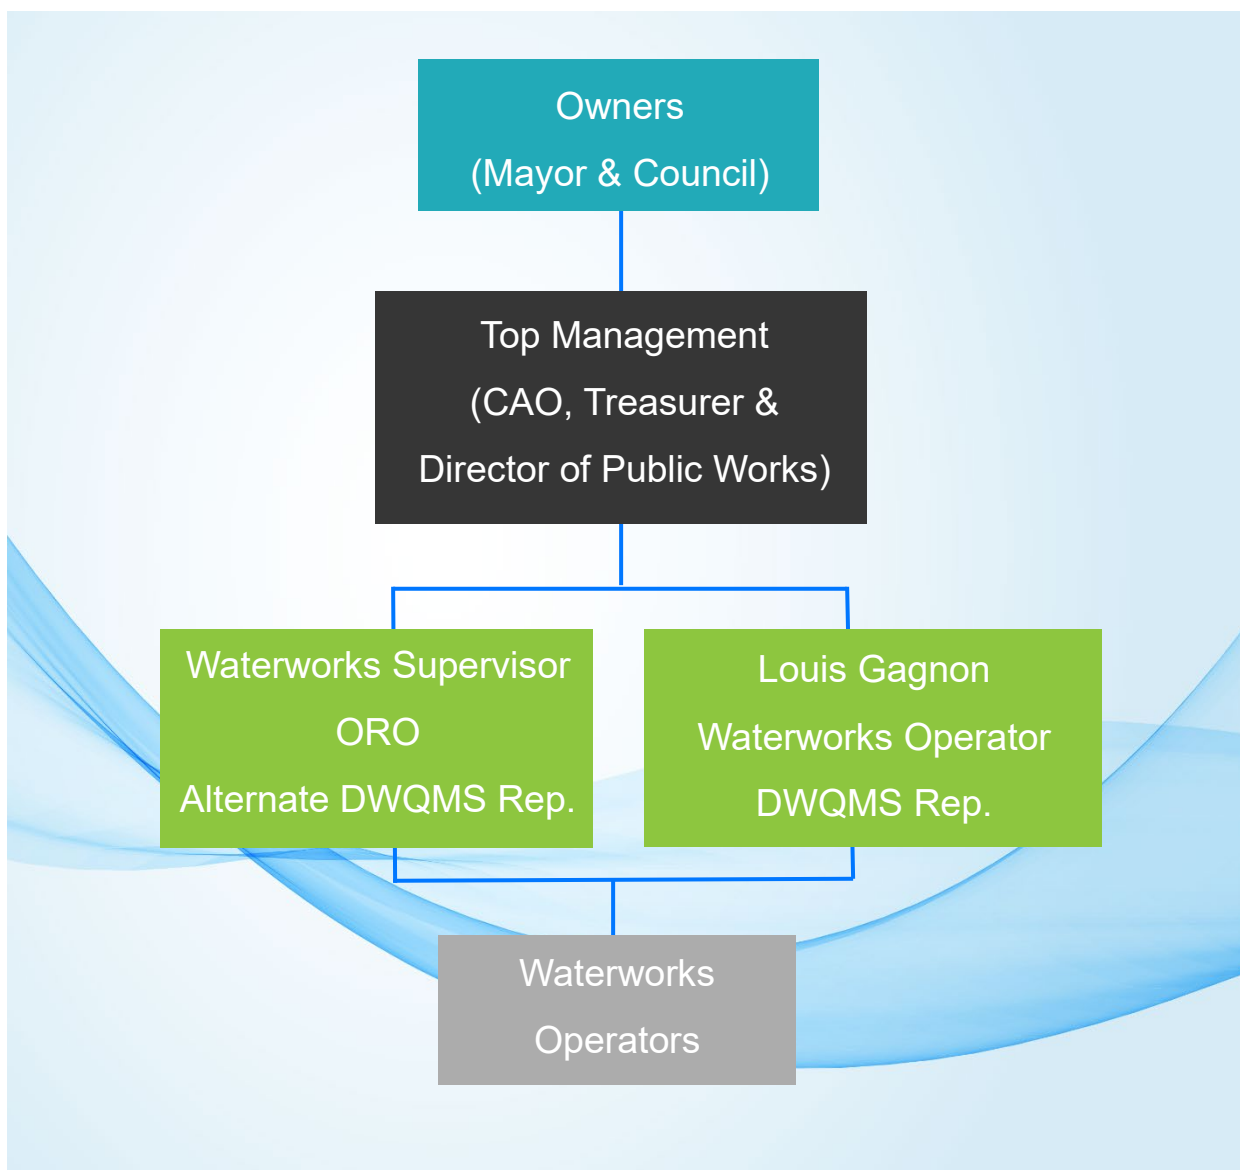 Owners
(Mayor & Council)
Top Management
(CAO, Treasurer &
Director of Public Works)
Waterworks Supervisor
ORO
Alternate DWQMS Rep.
Louis Gagnon
Waterworks Operator
DWQMS Rep.
Waterworks
Operators